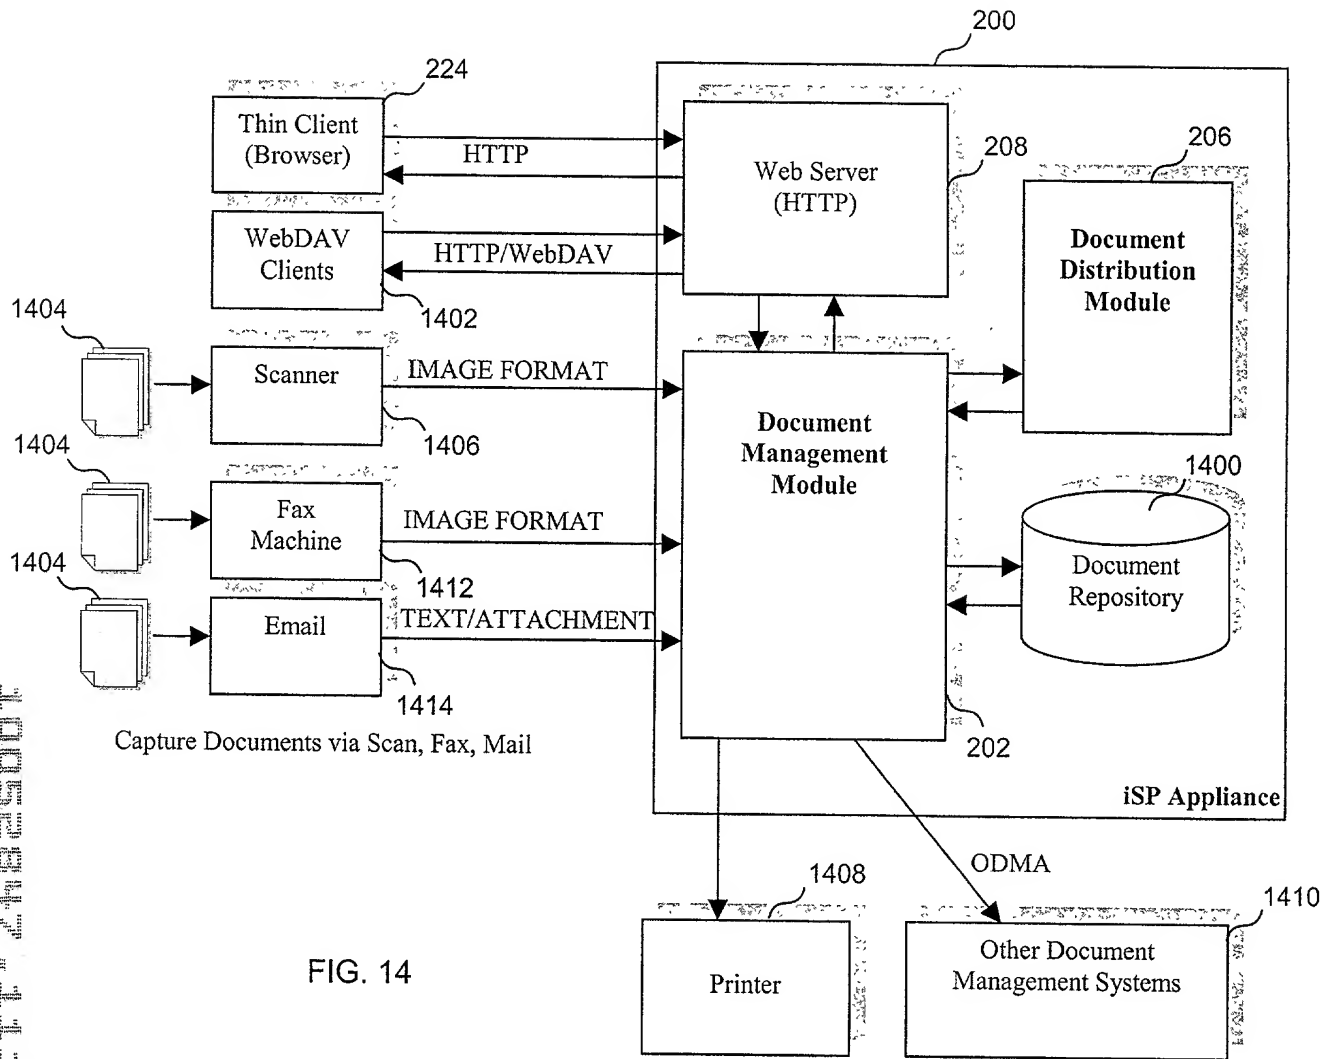 200
224
Thin Client
(Browser)
HTTP
Web Server
(HTTP)
208
206
Document
Distribution
Module
WebDAV
Clients
HTTP/WebDAV
1402
1404
Scanner
IMAGE FORMAT
1406
Document
Management
Module
1404
Fax
Machine
IMAGE FORMAT
1412
1400
Document
Repository
1404
Email
TEXT/ATTACHMENT
1414
202
Capture Documents via Scan, Fax, Mail
iSP Appliance
ODMA
1408
1410
Printer
Other Document
Management Systems
FIG. 14